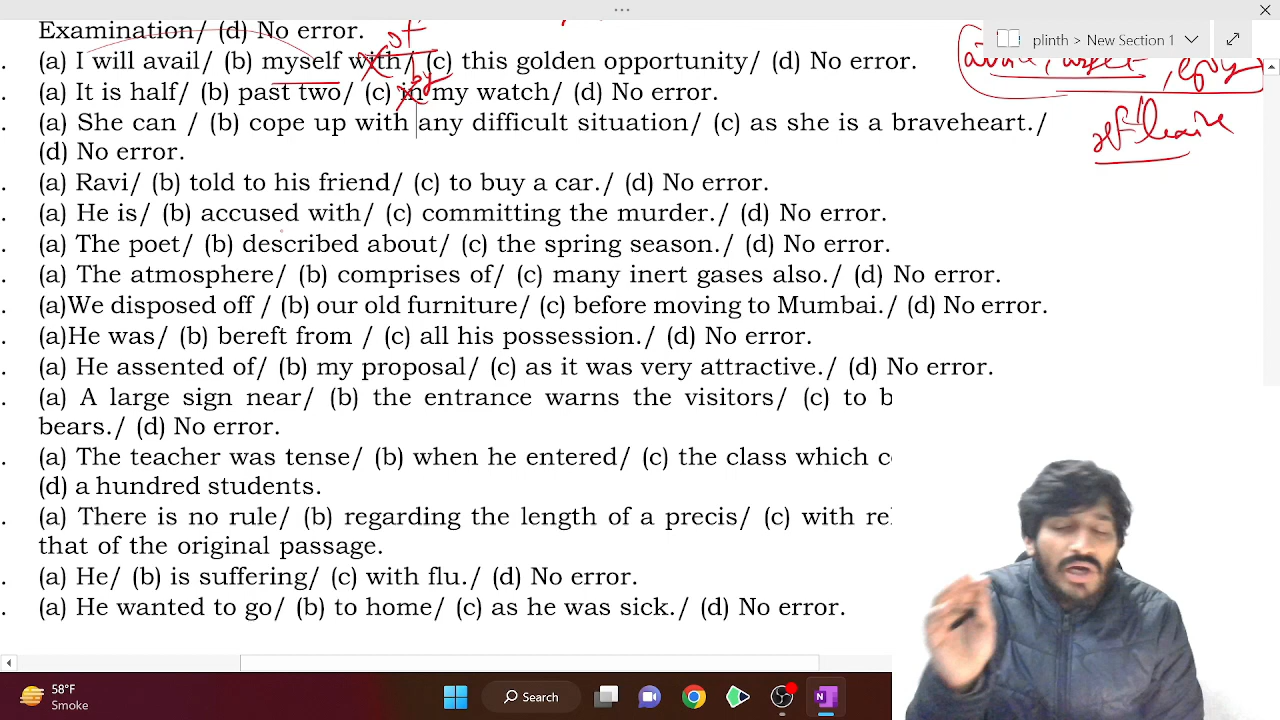 Examination/ (d) No error.
plinth > New Section 1
. (a) I will avail/ (b) myself with/ (c) this golden opportunity/ (d) No error.
of
. (a) It is half/ (b) past two/ (c) in my watch/ (d) No error.
by
. (a) She can / (b) cope up with any difficult situation/ (c) as she is a braveheart./
(d) No error.
. (a) Ravi/ (b) told to his friend/ (c) to buy a car./ (d) No error.
. (a) He is/ (b) accused with/ (c) committing the murder./ (d) No error.
. (a) The poet/ (b) described about/ (c) the spring season./ (d) No error.
. (a) The atmosphere/ (b) comprises of/ (c) many inert gases also./ (d) No error.
. (a)We disposed off / (b) our old furniture/ (c) before moving to Mumbai./ (d) No error.
. (a)He was/ (b) bereft from / (c) all his possession./ (d) No error.
. (a) He assented of/ (b) my proposal/ (c) as it was very attractive./ (d) No error.
. (a) A large sign near/ (b) the entrance warns the visitors/ (c) to b
bears./ (d) No error.
. (a) The teacher was tense/ (b) when he entered/ (c) the class which c
(d) a hundred students.
. (a) There is no rule/ (b) regarding the length of a precis/ (c) with re
that of the original passage.
. (a) He/ (b) is suffering/ (c) with flu./ (d) No error.
. (a) He wanted to go/ (b) to home/ (c) as he was sick./ (d) No error.
58°F
Smoke
Search